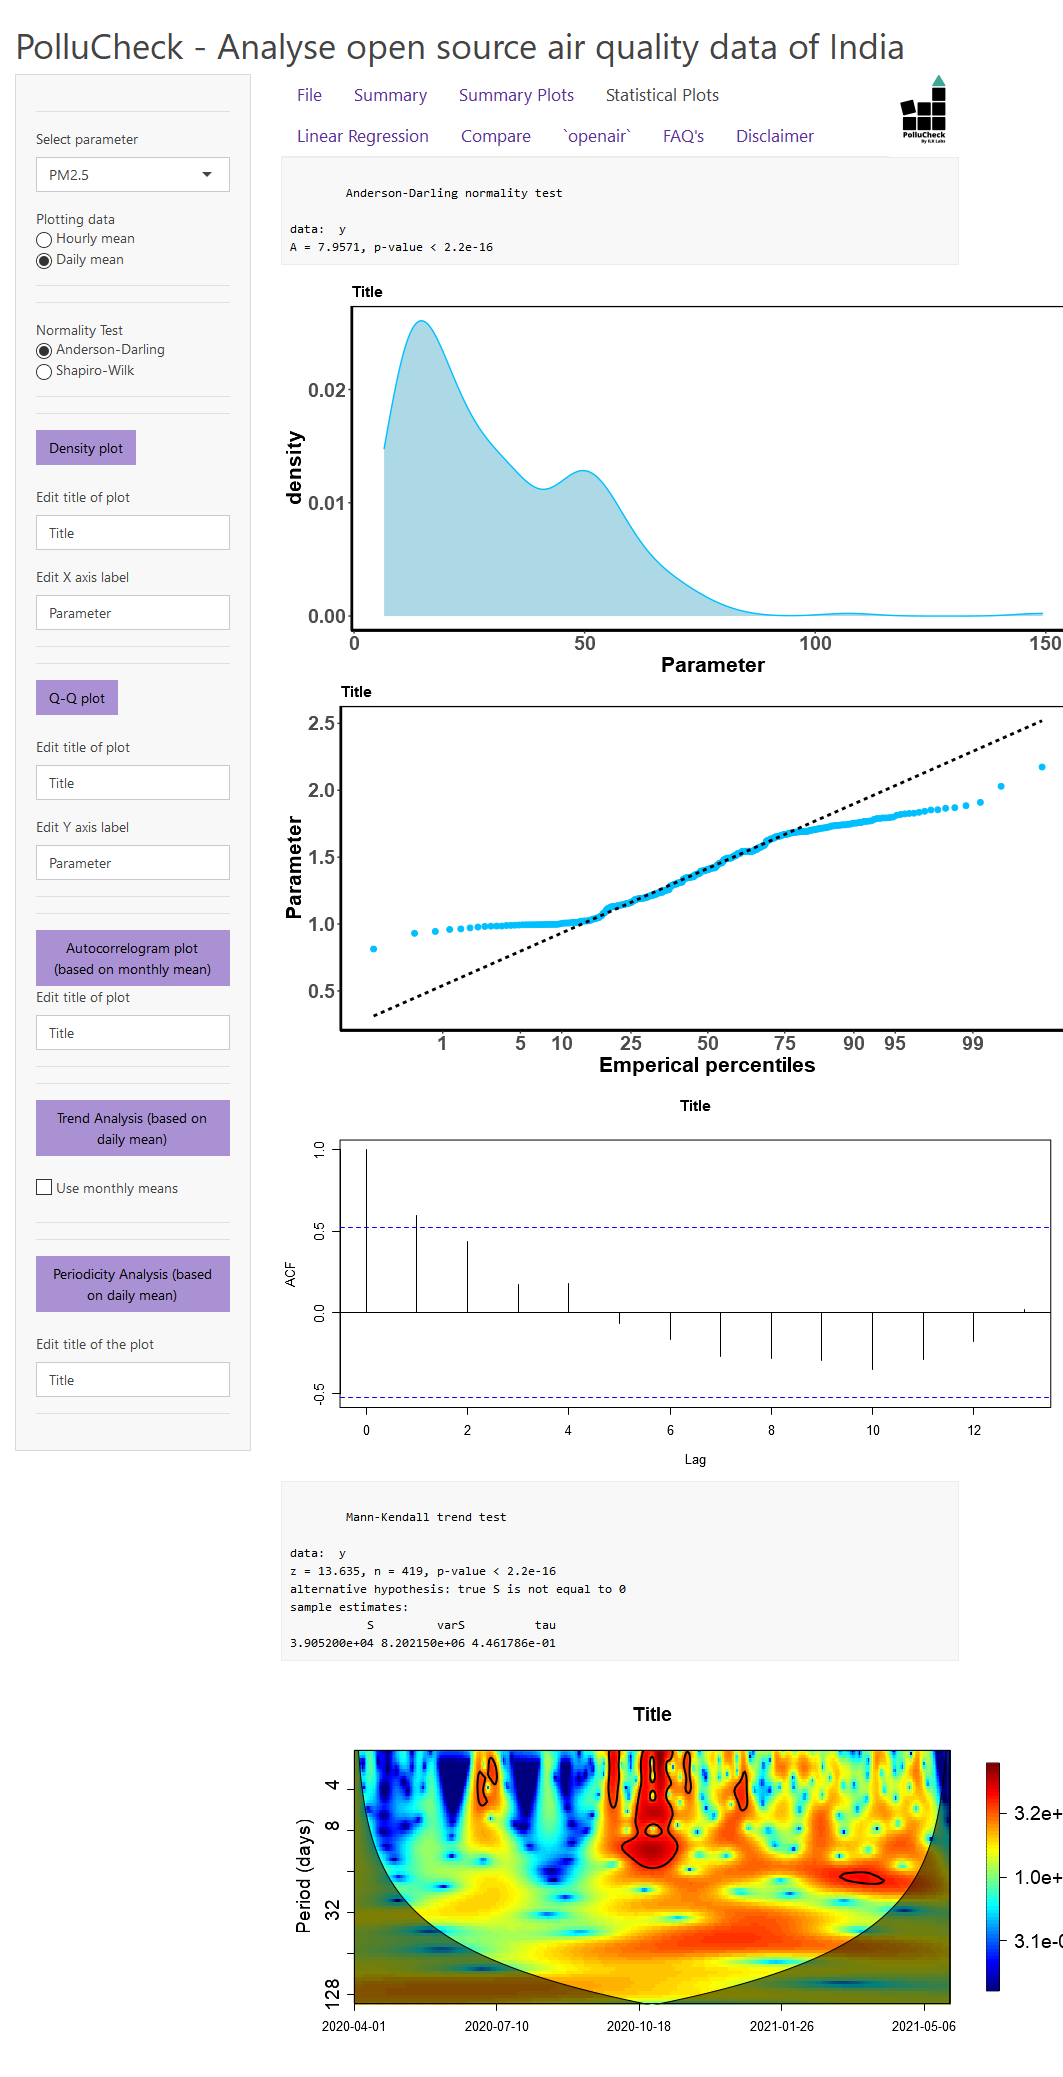 PolluCheck - Analyse open source air quality data of India
Select parameter
PM2.5
Plotting data
Hourly mean
Daily mean
Normality Test
Anderson-Darling
Shapiro-Wilk
Density plot
Edit title of plot
Title
Edit X axis label
Parameter
Q-Q plot
Edit title of plot
Title
Edit Y axis label
Parameter
Autocorrelogram plot
(based on monthly mean)
Edit title of plot
Title
Trend Analysis (based on
daily mean)
Use monthly means
Periodicity Analysis (based
on daily mean)
Edit title of the plot
Title
File Summary Summary Plots Statistical Plots
Linear Regression Compare `openair` FAQ's Disclaimer
PolluCheck
By ILK Labs
Anderson-Darling normality test
data: y
A = 7.9571, p-value < 2.2e-16
Title
density
0.02
0.01
0.00
0 50 100 150
Parameter
Title
Parameter
2.5
2.0
1.5
1.0
0.5
1 5 10 25 50 75 90 95 99
Emperical percentiles
Title
ACF
1.0
0.5
0.0
-0.5
0 2 4 6 8 10 12
Lag
Mann-Kendall trend test
data: y
z = 13.635, n = 419, p-value < 2.2e-16
alternative hypothesis: true S is not equal to 0
sample estimates:
S varS tau
3.905200e+04 8.202150e+06 4.461786e-01
Title
Period (days)
4
8
32
128
2020-04-01 2020-07-10 2020-10-18 2021-01-26 2021-05-06
3.2e+
1.0e+
3.1e-0